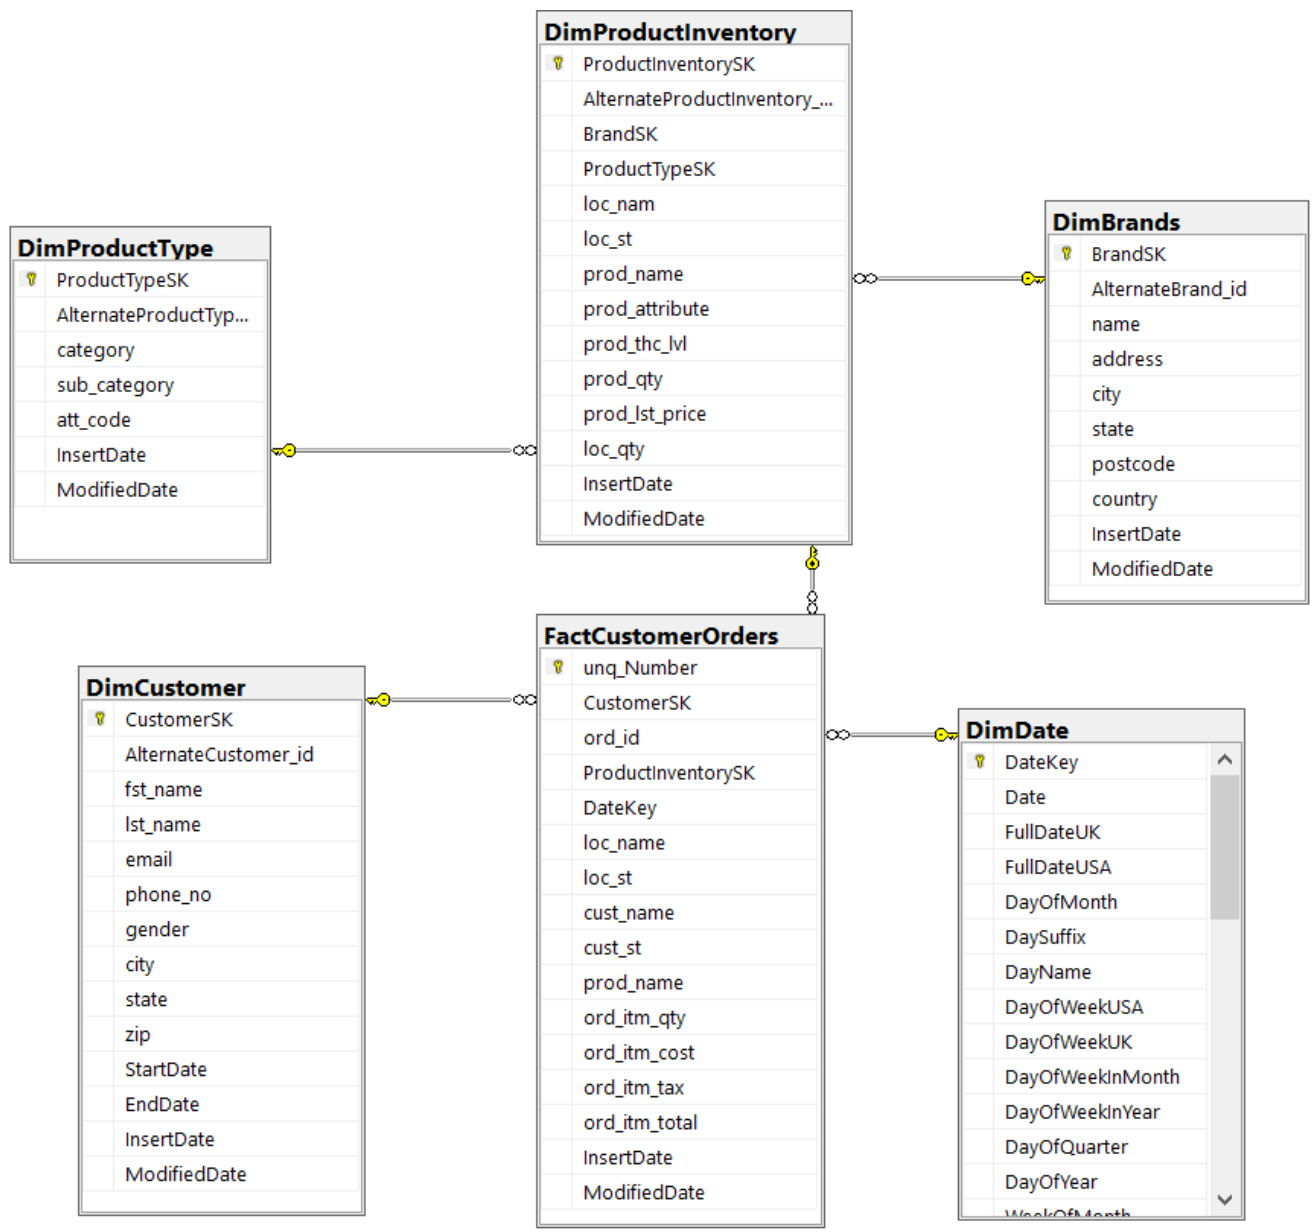 DimProductInventory
ProductInventorySK
AlternateProductInventory_...
BrandSK
ProductTypeSK
loc_nam
loc_st
prod_name
prod_attribute
prod_thc_lvl
prod_qty
prod_lst_price
loc_qty
InsertDate
ModifiedDate
DimBrands
BrandSK
AlternateBrand_id
name
address
city
state
postcode
country
InsertDate
ModifiedDate
DimProductType
ProductTypeSK
AlternateProductTyp...
category
sub_category
att_code
InsertDate
ModifiedDate
FactCustomerOrders
unq_Number
CustomerSK
ord_id
ProductInventorySK
DateKey
loc_name
loc_st
cust_name
cust_st
prod_name
ord_itm_qty
ord_itm_cost
ord_itm_tax
ord_itm_total
InsertDate
ModifiedDate
DimCustomer
CustomerSK
AlternateCustomer_id
fst_name
lst_name
email
phone_no
gender
city
state
zip
StartDate
EndDate
InsertDate
ModifiedDate
DimDate
DateKey
Date
FullDateUK
FullDateUSA
DayOfMonth
DaySuffix
DayName
DayOfWeekUSA
DayOfWeekUK
DayOfWeekInMonth
DayOfWeekInYear
DayOfQuarter
DayOfYear
WeekOfMonth